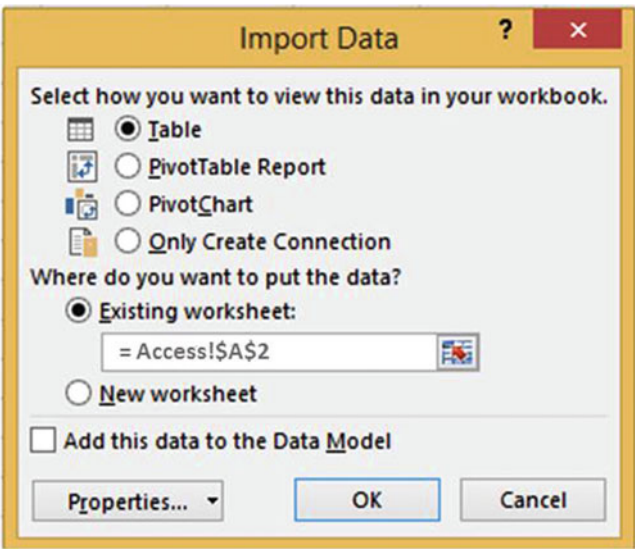 Import Data ? ×
Select how you want to view this data in your workbook.
Table
PivotTable Report
PivotChart
Only Create Connection
Where do you want to put the data?
Existing worksheet:
= Access!$A$2
New worksheet
Add this data to the Data Model
Properties... OK Cancel